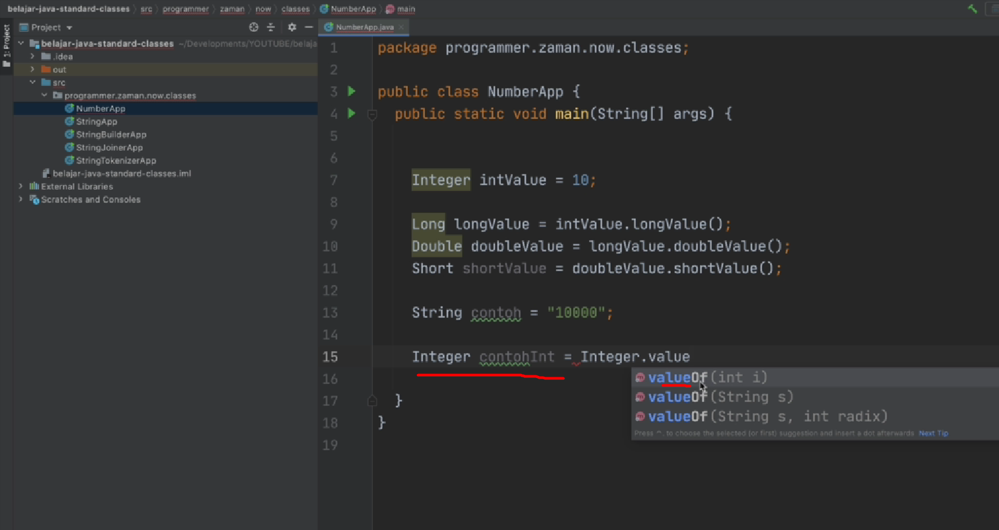 belajar-java-standard-classes src programmer zaman now classes NumberApp main
1: Project
Project
belajar-java-standard-classes ~/Developments/YOUTUBE/belaja
.idea
out
src
programmer.zaman.now.classes
NumberApp
StringApp
StringBuilderApp
StringJoinerApp
StringTokenizerApp
belajar-java-standard-classes.iml
External Libraries
Scratches and Consoles
NumberApp.java
1 package programmer.zaman.now.classes;
2
3 public class NumberApp {
4 public static void main(String[] args) {
5
6
7 Integer intValue = 10;
8
9 Long longValue = intValue.longValue();
10 Double doubleValue = longValue.doubleValue();
11 Short shortValue = doubleValue.shortValue();
12
13 String contoh = "10000";
14
15 Integer contohInt = Integer.value
16
17 }
18 }
19
valueOf(int i)
valueOf(String s)
valueOf(String s, int radix)
Press ^. to choose the selected (or first) suggestion and insert a dot afterwards Next Tip